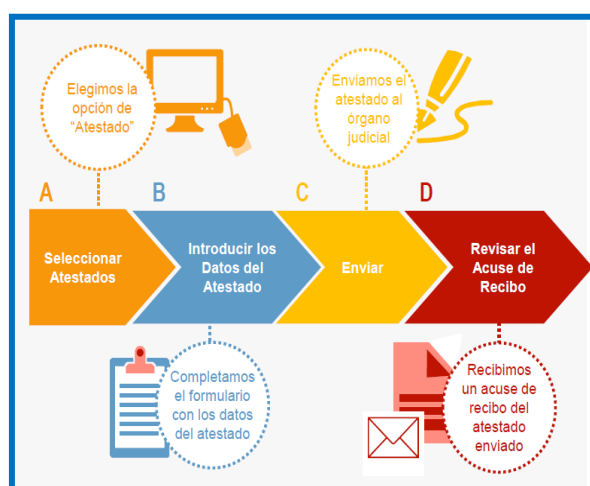 Elegimos la
opción de
“Atestado”
Enviamos el
atestado al
órgano
judicial
A
B
C
D
Seleccionar
Atestados
Introducir los
Datos del
Atestado
Enviar
Revisar el
Acuse de
Recibo
Completamos
el formulario
con los datos
del atestado
Recibimos
un acuse de
recibo del
atestado
enviado